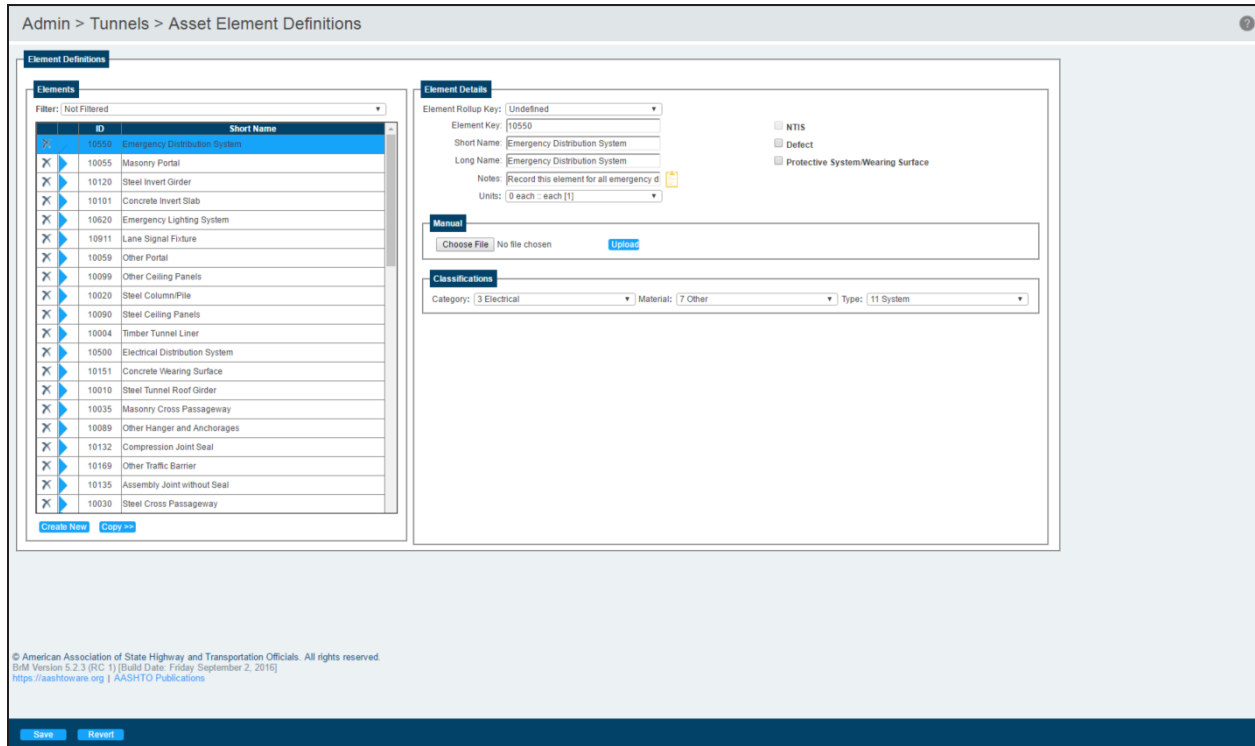 Admin > Tunnels > Asset Element Definitions
?
Element Definitions
Elements
Filter: Not Filtered
ID Short Name
10550 Emergency Distribution System
10055 Masonry Portal
10120 Steel Invert Girder
10101 Concrete Invert Slab
10620 Emergency Lighting System
10911 Lane Signal Fixture
10059 Other Portal
10099 Other Ceiling Panels
10020 Steel Column/Pile
10090 Steel Ceiling Panels
10004 Timber Tunnel Liner
10500 Electrical Distribution System
10151 Concrete Wearing Surface
10010 Steel Tunnel Roof Girder
10035 Masonry Cross Passageway
10089 Other Hanger and Anchorages
10132 Compression Joint Seal
10169 Other Traffic Barrier
10135 Assembly Joint without Seal
10030 Steel Cross Passageway
Create New Copy >>
Element Details
Element Rollup Key: Undefined
Element Key: 10550 NTIS
Short Name: Emergency Distribution System Defect
Long Name: Emergency Distribution System Protective System/Wearing Surface
Notes: Record this element for all emergency d
Units: 0 each :: each [1]
Manual
Choose File No file chosen Upload
Classifications
Category: 3 Electrical Material: 7 Other Type: 11 System
© American Association of State Highway and Transportation Officials. All rights reserved.
BrM Version 5.2.3 (RC 1) [Build Date: Friday September 2, 2016]
https://aashtoware.org | AASHTO Publications
Save Revert